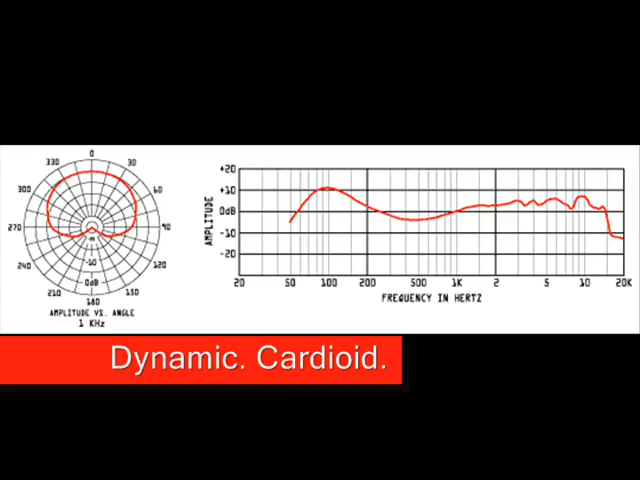 0
330 30
300 60
270 90
240 120
210 150
180
-∞
-10
0dB
AMPLITUDE VS. ANGLE
1 KHz
+20
+10
0dB
-10
-20
AMPLITUDE
20 50 100 200 500 1K 2 5 10 20K
FREQUENCY IN HERTZ
Dynamic. Cardioid.